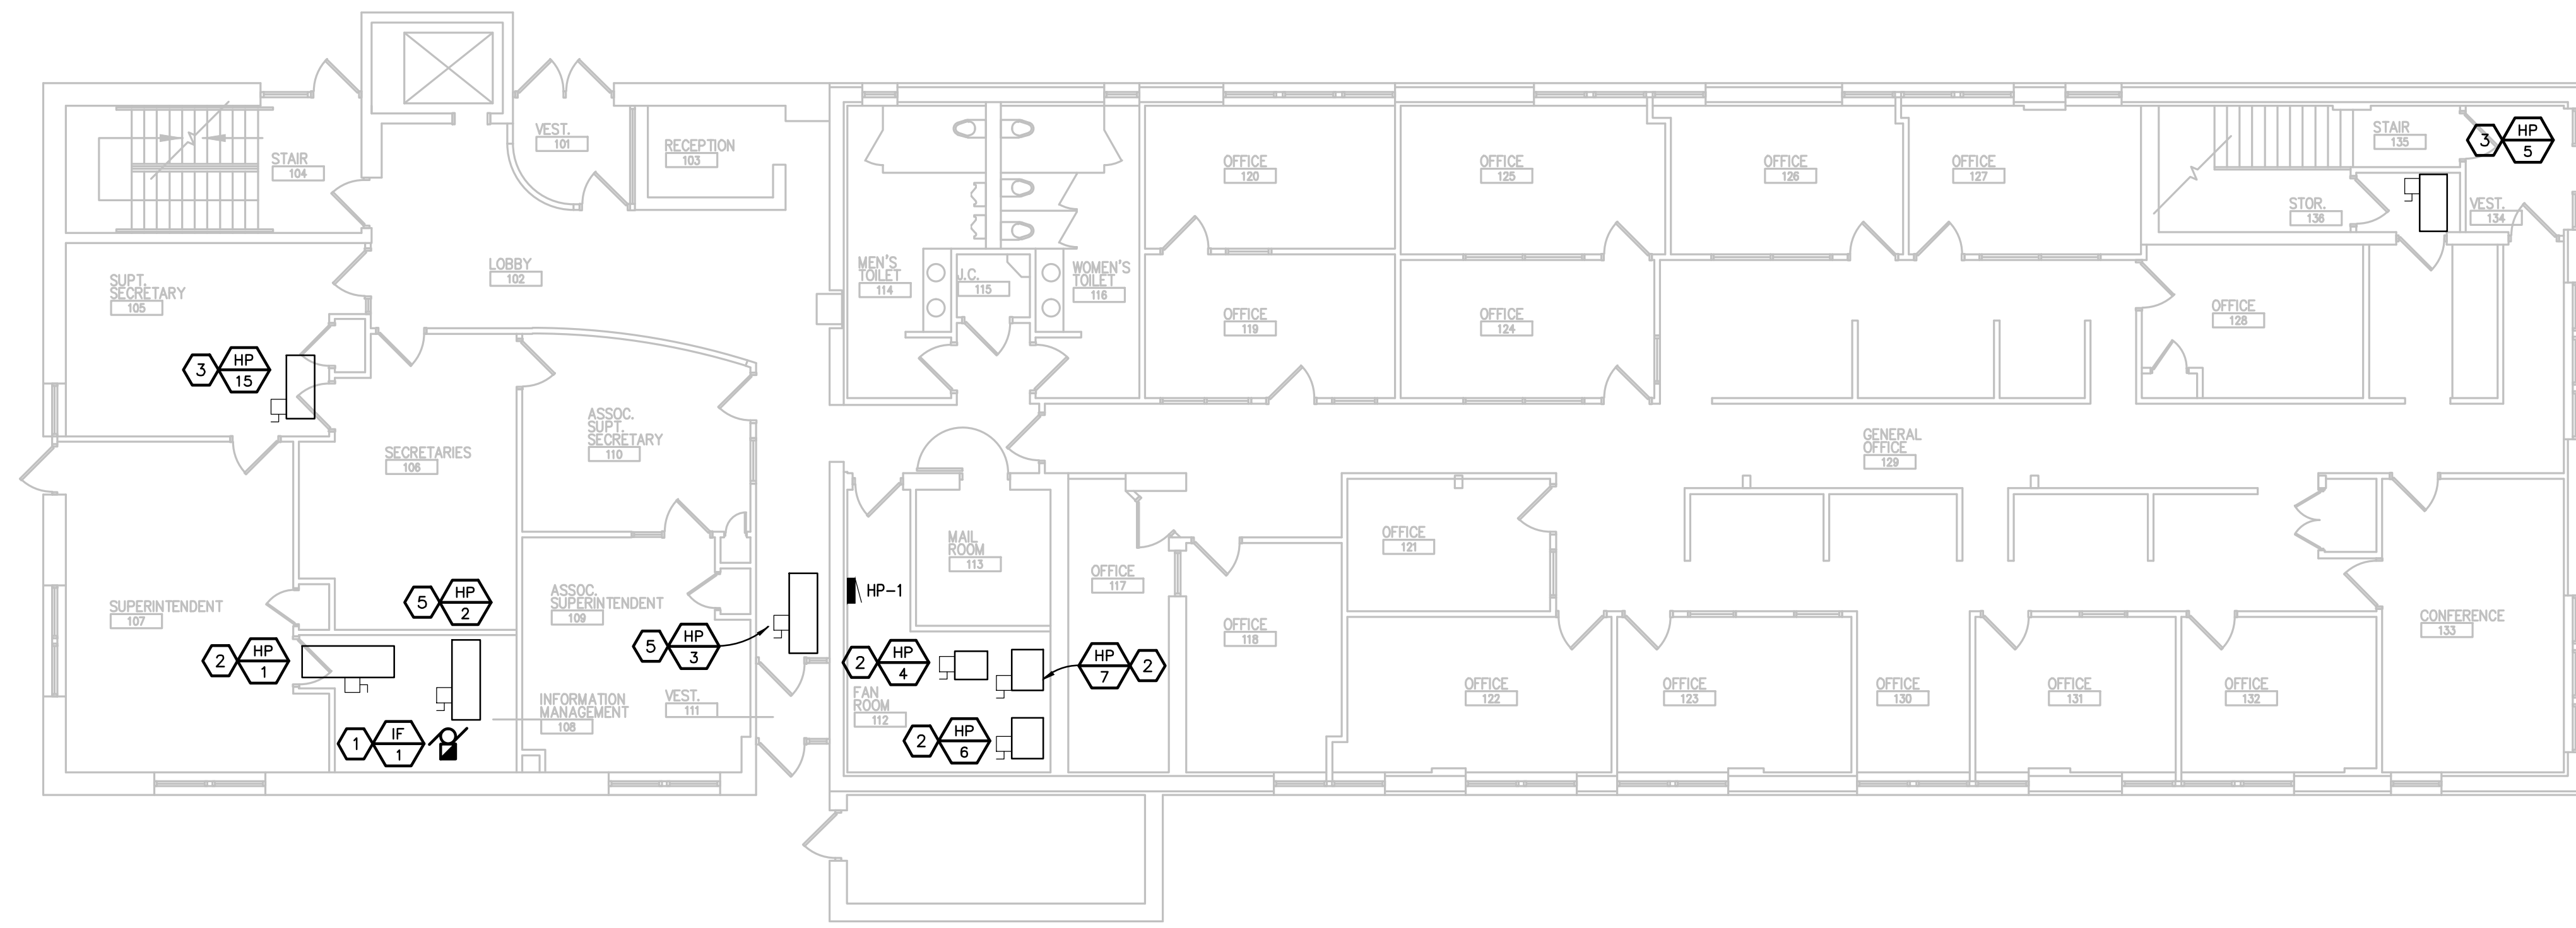 VEST.
101
RECEPTION
103
STAIR
104
LOBBY
102
SUPT.
SECRETARY
105
3
HP
15
SECRETARIES
106
ASSOC.
SUPT.
SECRETARY
110
SUPERINTENDENT
107
5
HP
2
2
HP
1
1
IF
1
ASSOC.
SUPERINTENDENT
109
5
HP
3
INFORMATION
MANAGEMENT
108
VEST.
111
MEN'S
TOILET
114
J.C.
115
WOMEN'S
TOILET
116
HP-1
MAIL
ROOM
113
2
HP
4
HP
7
2
FAN
ROOM
112
2
HP
6
OFFICE
117
OFFICE
118
OFFICE
120
OFFICE
119
OFFICE
125
OFFICE
124
OFFICE
126
OFFICE
127
OFFICE
121
OFFICE
122
OFFICE
123
GENERAL
OFFICE
129
OFFICE
130
OFFICE
131
OFFICE
132
CONFERENCE
133
OFFICE
128
STAIR
135
3
HP
5
STOR.
136
VEST.
134